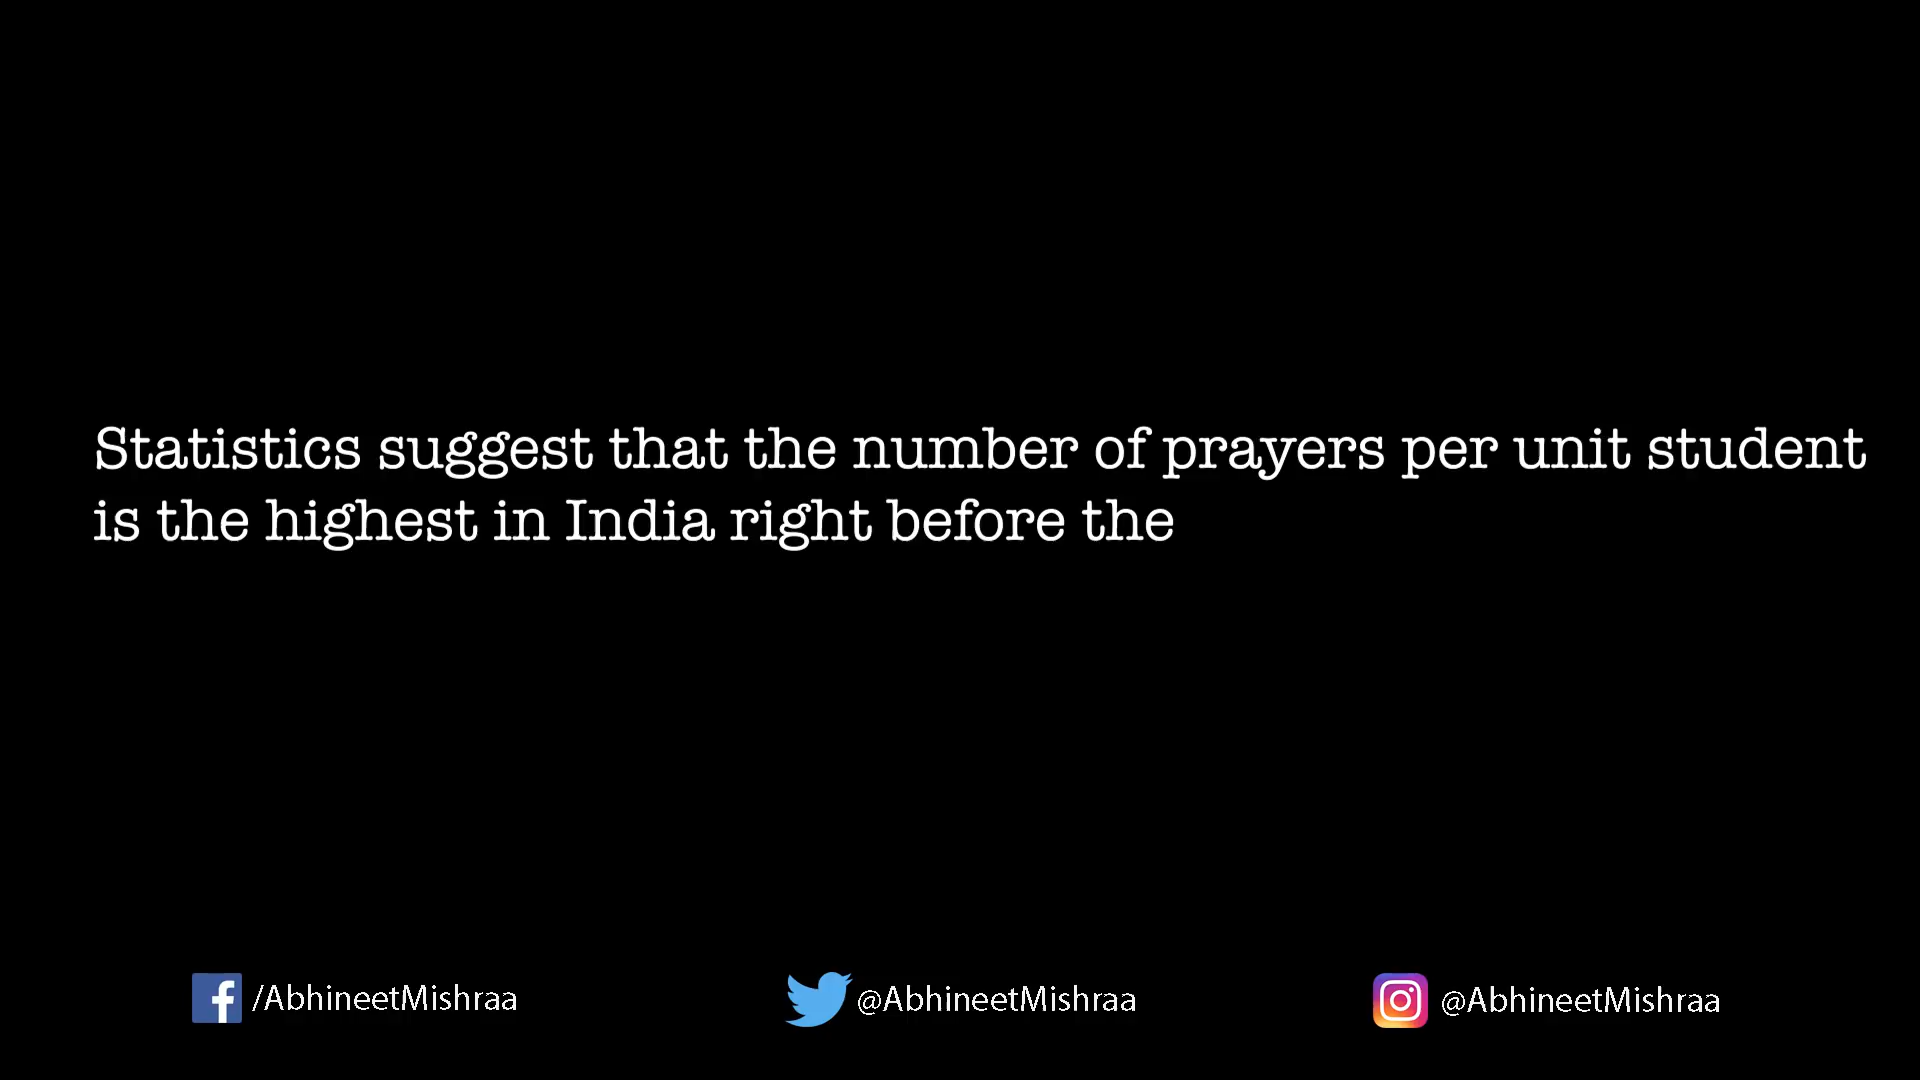 Statistics suggest that the number of prayers per unit student
is the highest in India right before the
/AbhineetMishraa
@AbhineetMishraa
@AbhineetMishraa